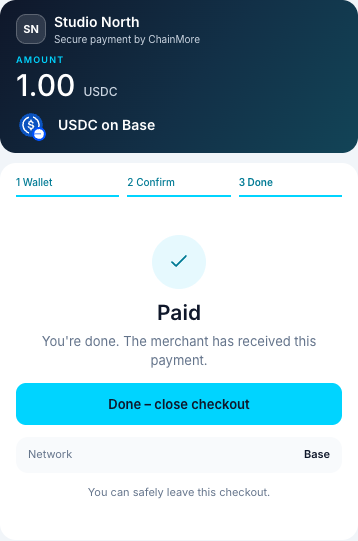 SN
Studio North
Secure payment by ChainMore
AMOUNT
1.00 USDC
USDC on Base
1 Wallet
2 Confirm
3 Done
Paid
You're done. The merchant has received this
payment.
Done – close checkout
Network
Base
You can safely leave this checkout.